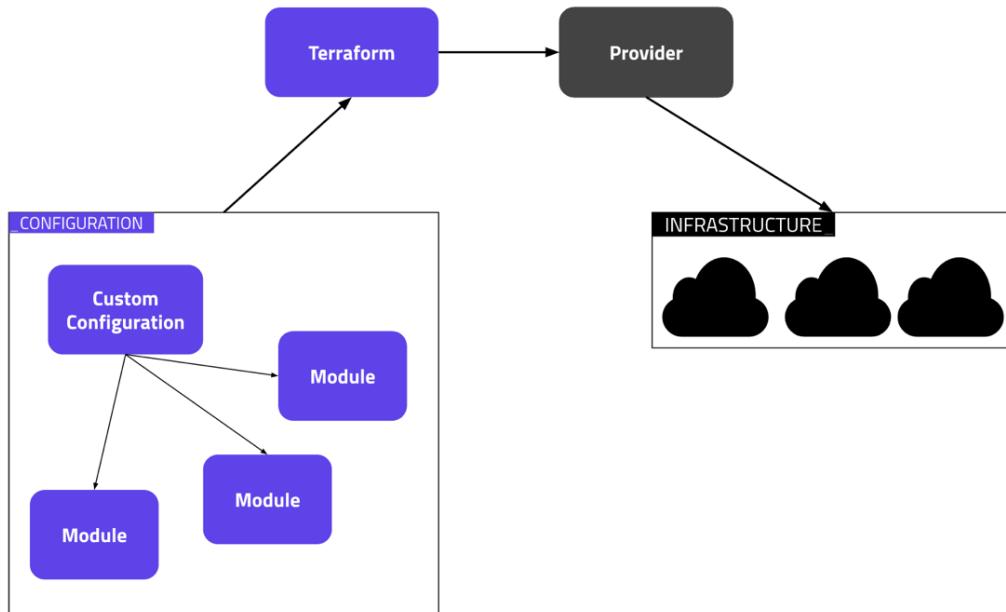 Terraform
Provider
_CONFIGURATION
INFRASTRUCTURE_
Custom
Configuration
Module
Module
Module